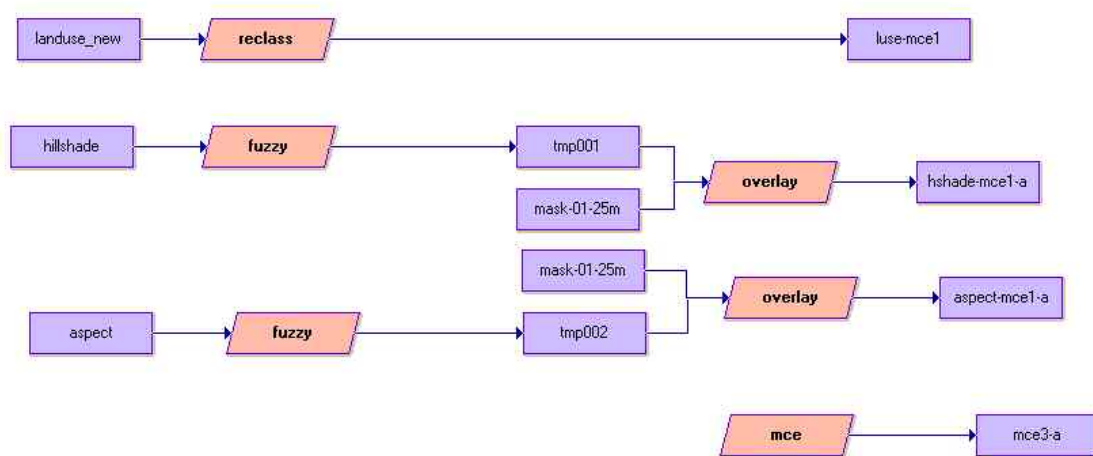 landuse_new
reclass
luse-mce1
hillshade
fuzzy
tmp001
mask-01-25m
overlay
hshade-mce1-a
mask-01-25m
aspect
fuzzy
tmp002
overlay
aspect-mce1-a
mce
mce3-a